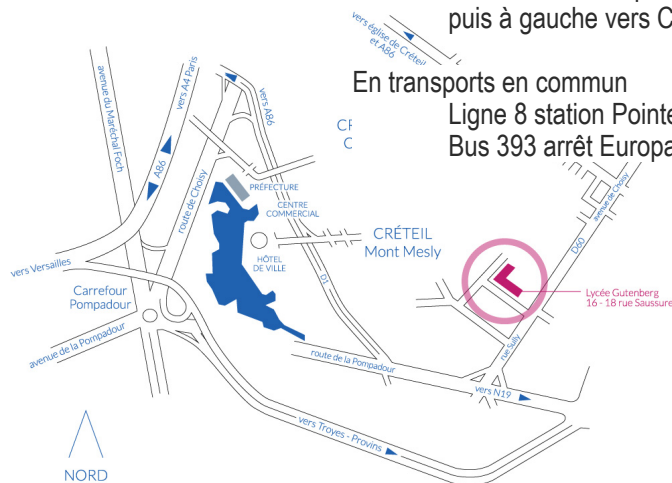 puis à gauche vers C
vers église de Créteil
et A86
En transports en commun
Ligne 8 station Pointe
Bus 393 arrêt Europa
avenue du Maréchal Foch
vers A4 Paris
vers A86
A86
route de Choisy
PRÉFECTURE
CENTRE
COMMERCIAL
HÔTEL
DE VILLE
CRÉTEIL
Mont Mesly
avenue de Choisy
D60
D1
vers Versailles
Carrefour
Pompadour
avenue de la Pompadour
Lycée Gutenberg
16 - 18 rue Saussure
rue Sully
route de la Pompadour
vers N19
vers Troyes - Provins
NORD